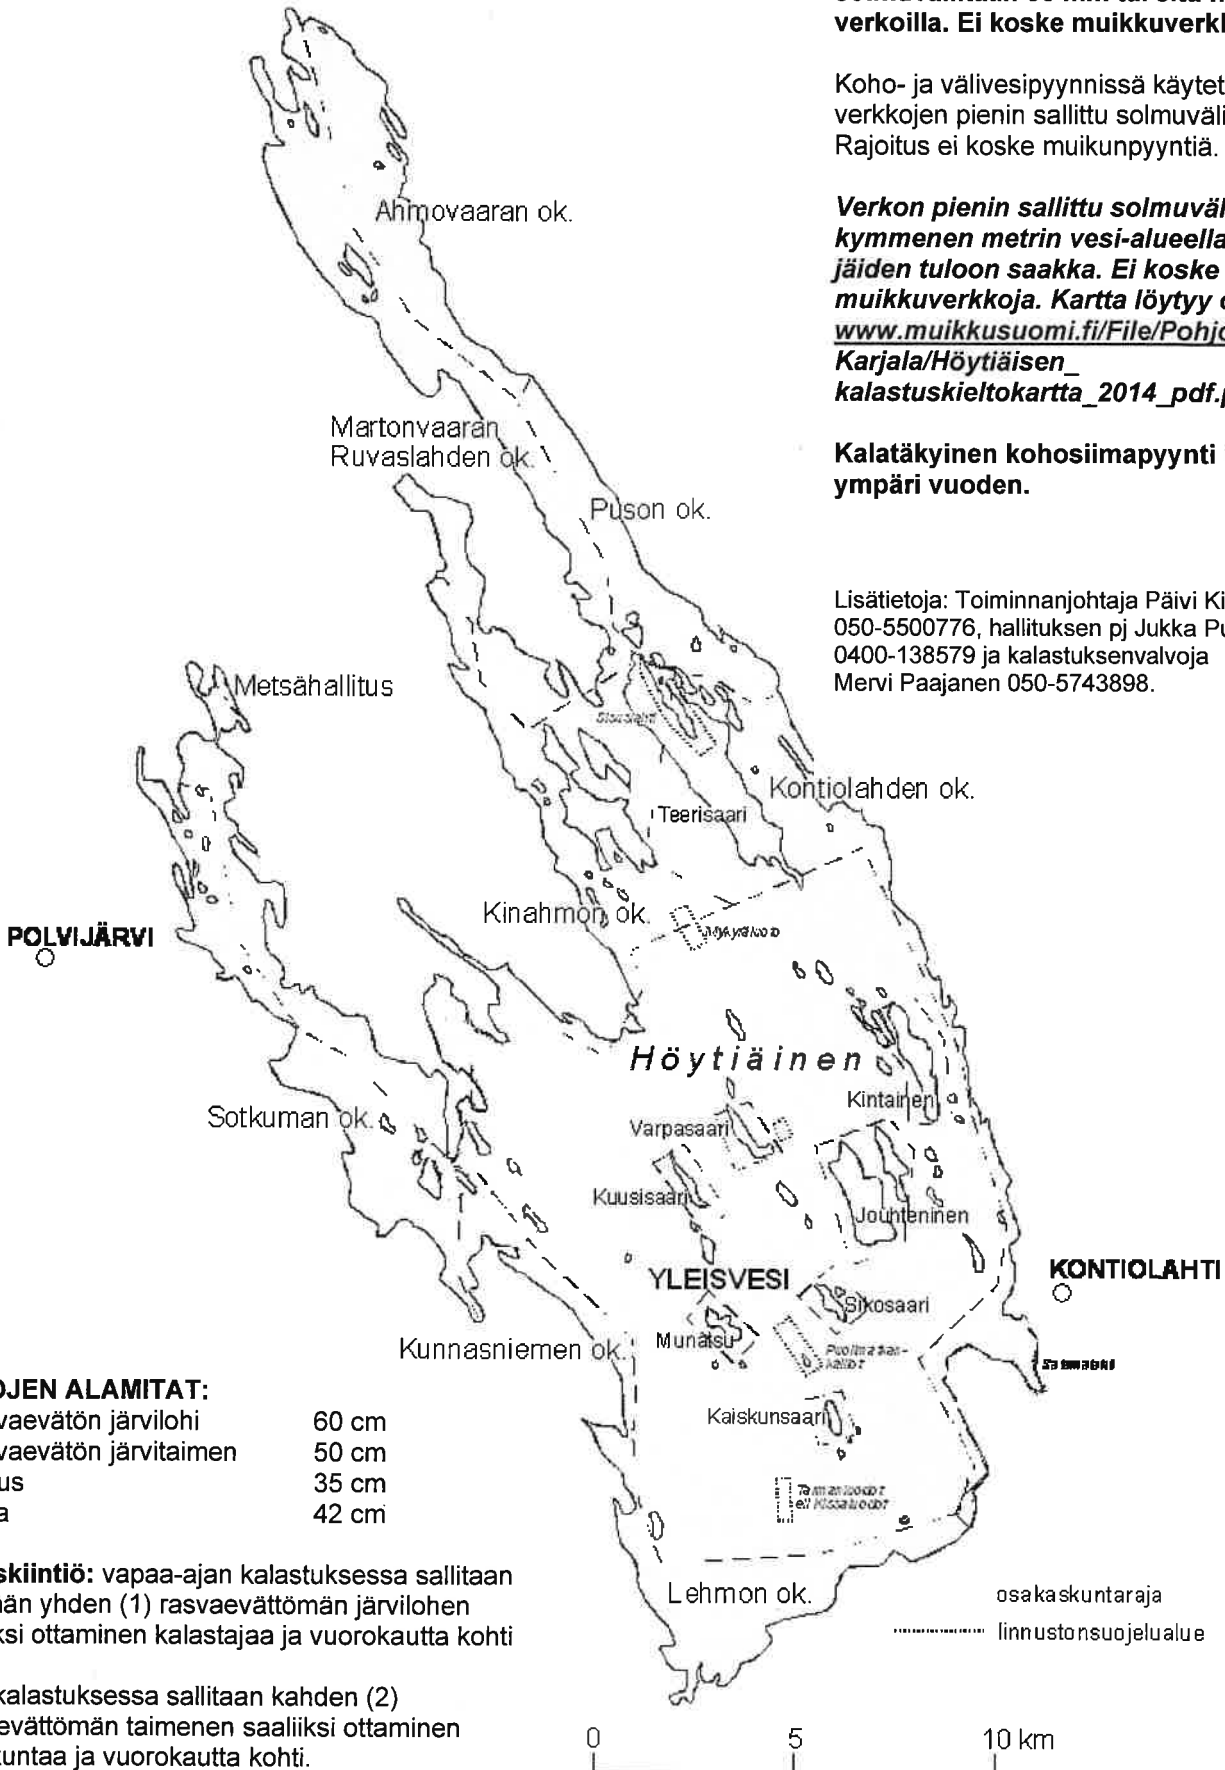 verkoilla. Ei koske muikkuverkk
Koho- ja välivesipyynnissä käytet
verkkojen pienin sallittu solmuväli
Rajoitus ei koske muikunpyyntiä.
Verkon pienin sallittu solmuväl
kymmenen metrin vesi-alueella
jäiden tuloon saakka. Ei koske
muikkuverkkoja. Kartta löytyy o
www.muikkusuomi.fi/File/Pohjo
Karjala/Höytiäisen_
kalastuskieltokartta_2014_pdf.p
Kalatäkyinen kohosiimapyynti
ympäri vuoden.
Lisätietoja: Toiminnanjohtaja Päivi Ki
050-5500776, hallituksen pj Jukka Pu
0400-138579 ja kalastuksenvalvoja
Mervi Paajanen 050-5743898.
Ahmovaaran ok.
Martonvaaran
Ruvaslahden ok.
Puson ok.
Metsähallitus
Kontiolahden ok.
Teerisaari
Kinahmon ok.
POLVIJÄRVI
Höytiäinen
Kintainen
Sotkuman ok.
Varpasaari
Kuusisaari
Jouhteninen
YLEISVESI
KONTIOLAHTI
Sikosaari
Munatsu
Kunnasniemen ok.
Kaiskunsaari
Lehmon ok.
OJEN ALAMITAT:
vaevätön järvilohi 60 cm
vaevätön järvitaimen 50 cm
us 35 cm
a 42 cm
skiintiö: vapaa-ajan kalastuksessa sallitaan
än yhden (1) rasvaevättömän järvilohen
ksi ottaminen kalastajaa ja vuorokautta kohti
kalastuksessa sallitaan kahden (2)
evättömän taimenen saaliiksi ottaminen
kuntaa ja vuorokautta kohti.
osakaskuntaraja
linnustonsuojelualue
0 5 10 km